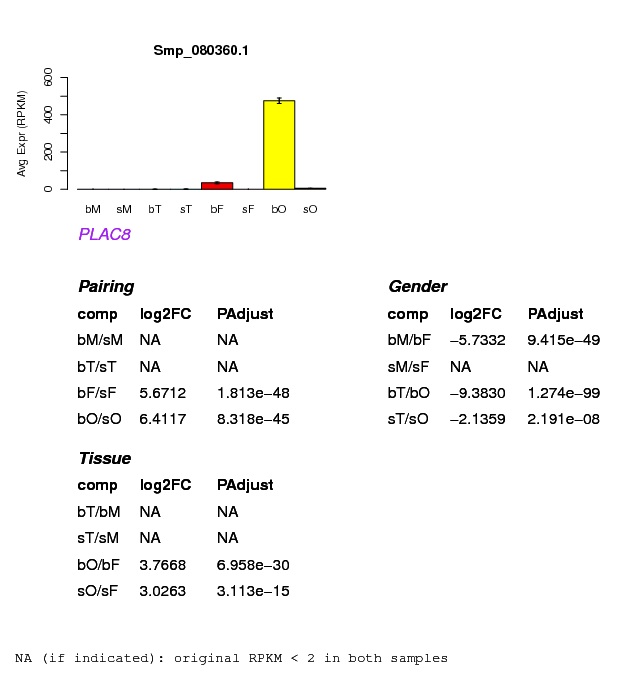 Smp_080360.1
Avg Expr (RPKM)
600
400
200
0
bM sM bT sT bF sF bO sO
PLAC8
Pairing
comp log2FC PAdjust
bM/sM NA NA
bT/sT NA NA
bF/sF 5.6712 1.813e−48
bO/sO 6.4117 8.318e−45
Gender
comp log2FC PAdjust
bM/bF −5.7332 9.415e−49
sM/sF NA NA
bT/bO −9.3830 1.274e−99
sT/sO −2.1359 2.191e−08
Tissue
comp log2FC PAdjust
bT/bM NA NA
sT/sM NA NA
bO/bF 3.7668 6.958e−30
sO/sF 3.0263 3.113e−15
NA (if indicated): original RPKM < 2 in both samples